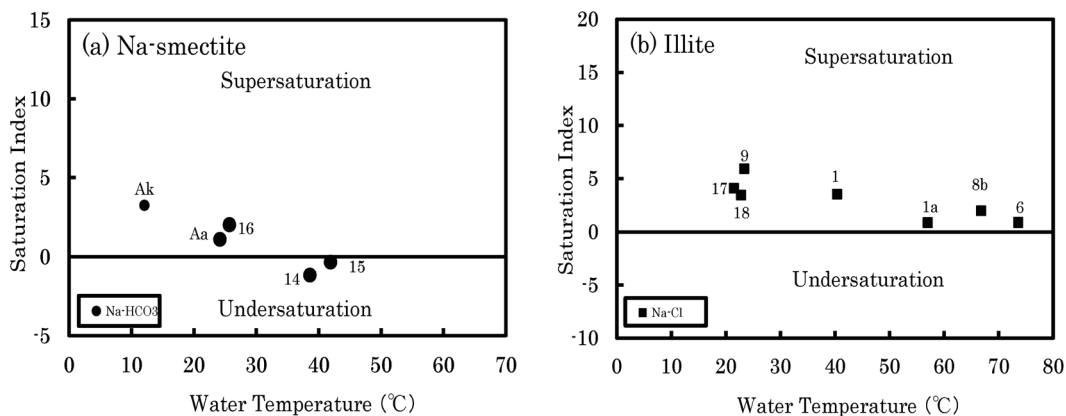 (a) Na-smectite
Supersaturation
Undersaturation
Ak
Aa
16
14
15
Na-HCO3
15
10
5
0
-5
0 10 20 30 40 50 60 70
Saturation Index
Water Temperature (℃)
(b) Illite
Supersaturation
Undersaturation
9
17
18
1
1a
8b
6
Na-Cl
20
15
10
5
0
-5
-10
0 10 20 30 40 50 60 70 80
Saturation Index
Water Temperature (℃)